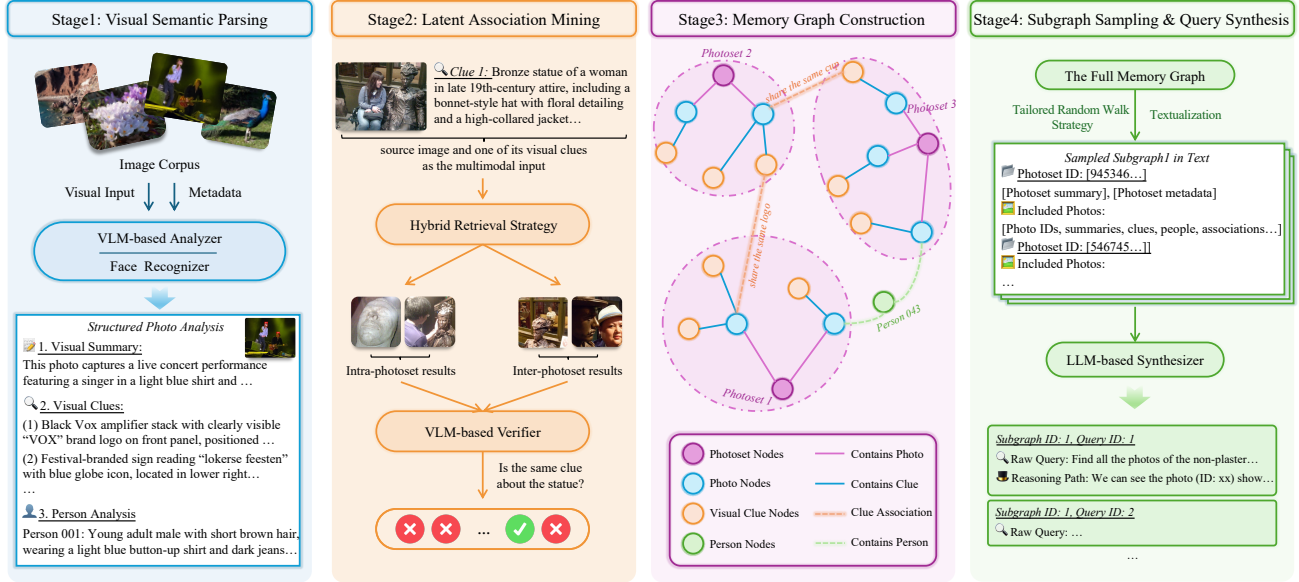 Stage1: Visual Semantic Parsing
Image Corpus
Visual Input
Metadata
VLM-based Analyzer
Face Recognizer
Structured Photo Analysis
1. Visual Summary:
This photo captures a live concert performance
featuring a singer in a light blue shirt and …
2. Visual Clues:
(1) Black Vox amplifier stack with clearly visible
“VOX” brand logo on front panel, positioned …
(2) Festival-branded sign reading “lokerse feesten”
with blue globe icon, located in lower right…
…
3. Person Analysis
Person 001: Young adult male with short brown hair,
wearing a light blue button-up shirt and dark jeans…
Stage2: Latent Association Mining
Clue 1: Bronze statue of a woman
in late 19th-century attire, including a
bonnet-style hat with floral detailing
and a high-collared jacket…
source image and one of its visual clues
as the multimodal input
Hybrid Retrieval Strategy
Intra-photoset results
Inter-photoset results
VLM-based Verifier
Is the same clue
about the statue?
...
Stage3: Memory Graph Construction
Photoset 2
share the same cup
Photoset 3
share the same logo
Person 043
Photoset 1
Photoset Nodes
Contains Photo
Photo Nodes
Contains Clue
Visual Clue Nodes
Clue Association
Person Nodes
Contains Person
Stage4: Subgraph Sampling & Query Synthesis
The Full Memory Graph
Tailored Random Walk
Strategy
Textualization
Sampled Subgraph1 in Text
Photoset ID: [945346…]
[Photoset summary], [Photoset metadata]
Included Photos:
[Photo IDs, summaries, clues, people, associations…]
Photoset ID: [546745…]]
Included Photos:
…
LLM-based Synthesizer
Subgraph ID: 1, Query ID: 1
Raw Query: Find all the photos of the non-plaster…
Reasoning Path: We can see the photo (ID: xx) show…
Subgraph ID: 1, Query ID: 2
Raw Query: …
…